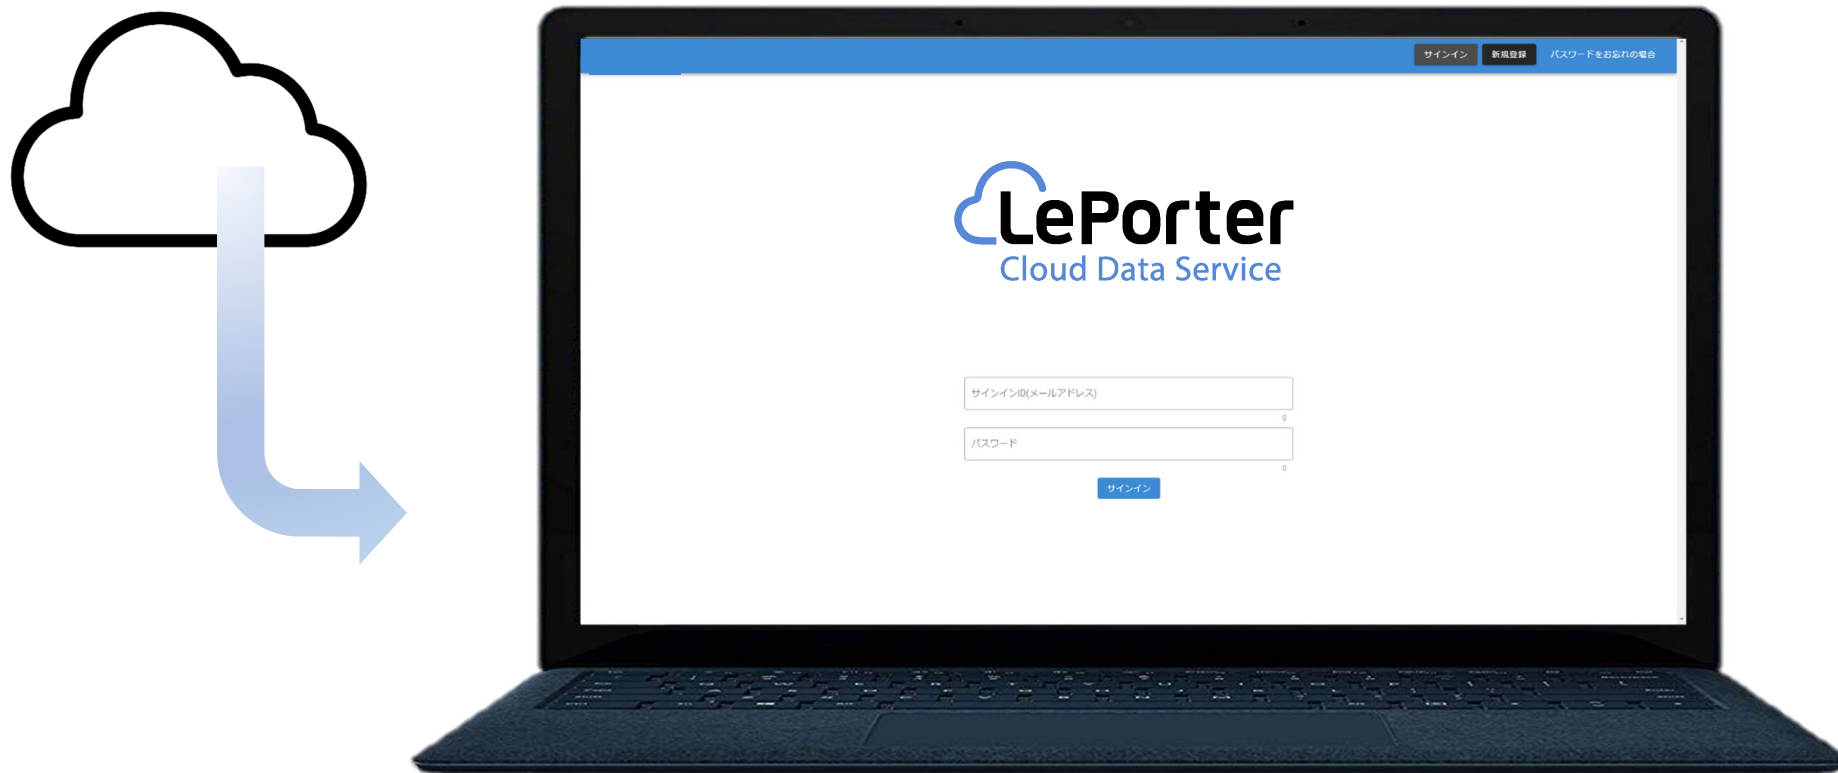 サインイン 新規登録 パスワードをお忘れの場合
LePorter
Cloud Data Service
サインインID(メールアドレス)
0
パスワード
0
サインイン